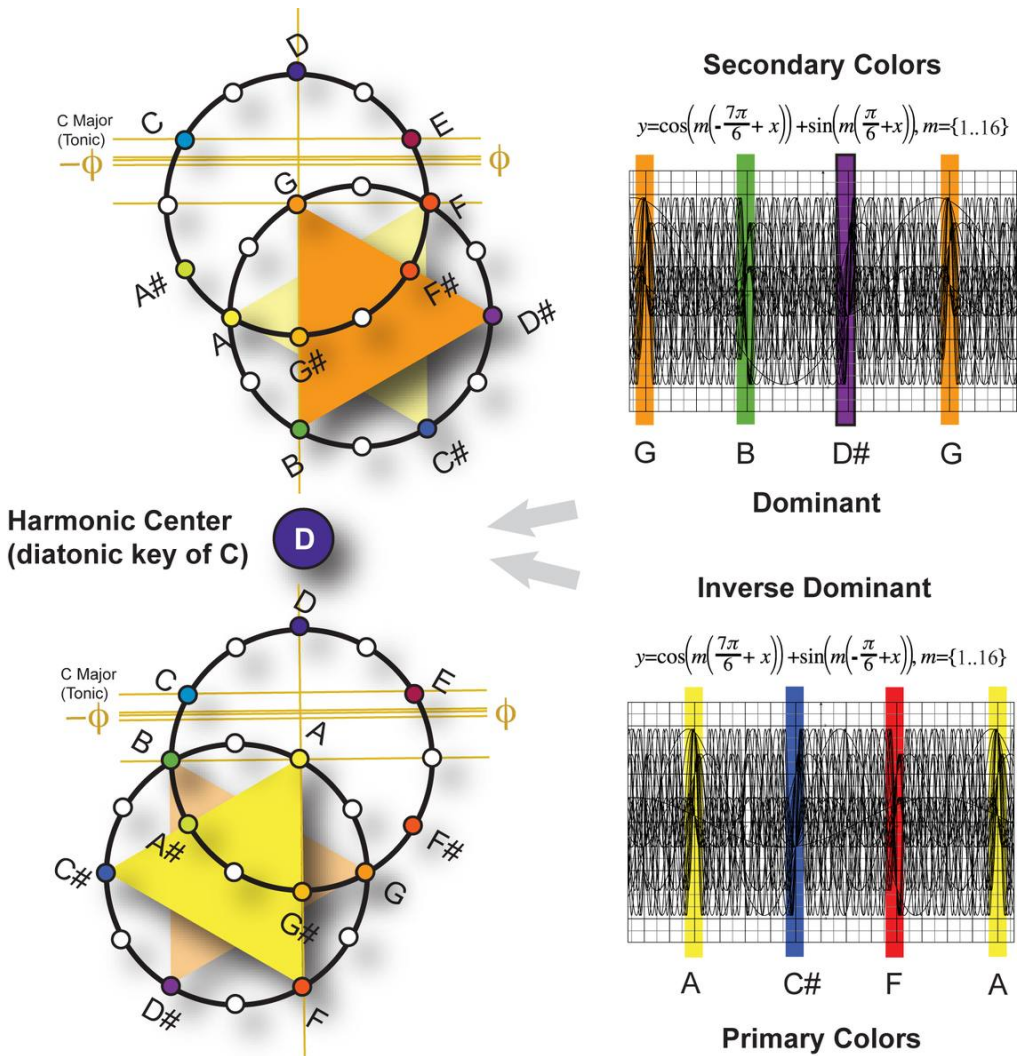 D
C Major
(Tonic)
C
E
−ϕ
ϕ
G
F
A#
F#
A
G#
D#
B
C#
Secondary Colors
y=cos(m(-7π/6 + x)) +sin(m(π/6+x)), m={1..16}
G B D# G
Dominant
Harmonic Center
(diatonic key of C)
D
D
C Major
(Tonic)
C
E
−ϕ
ϕ
B
A
A#
F#
C#
G
G#
D#
F
Inverse Dominant
y=cos(m(7π/6 + x)) +sin(m(-π/6+x)), m={1..16}
A C# F A
Primary Colors